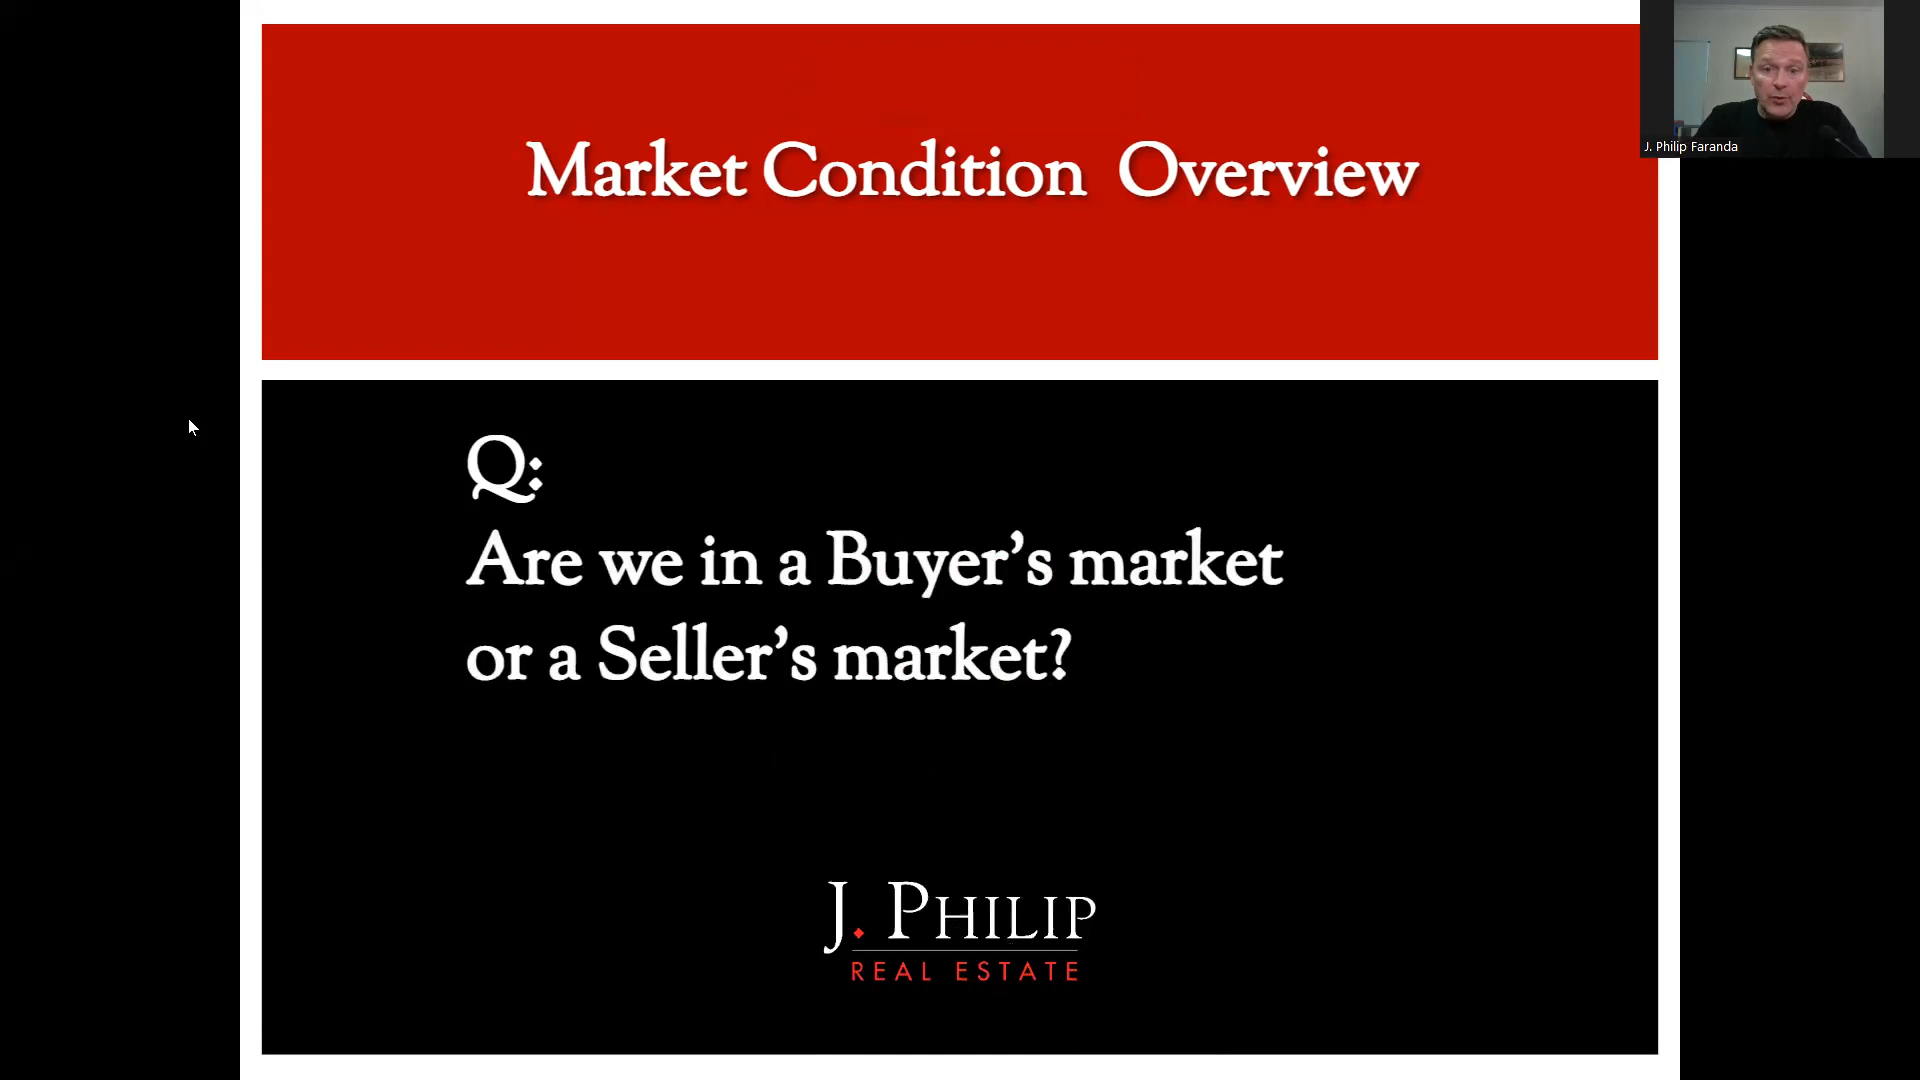 Market Condition  Overview
J. Philip Faranda
Q:
Are we in a Buyer’s market
or a Seller’s market?
J. PHILIP
REAL ESTATE